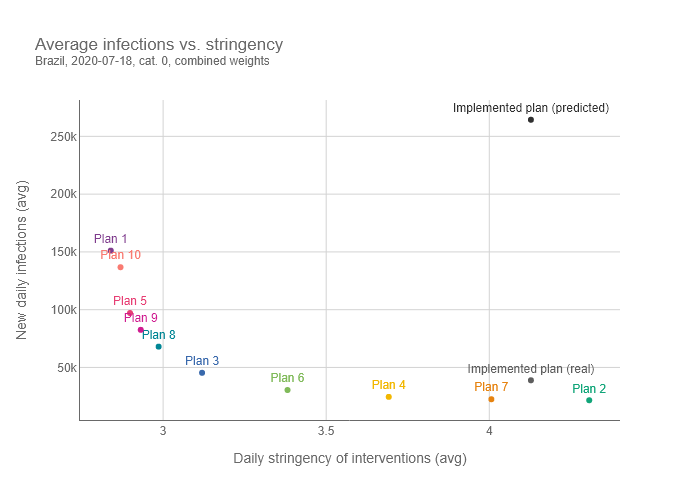 Average infections vs. stringency
Brazil, 2020-07-18, cat. 0, combined weights
Implemented plan (predicted)
250k
200k
150k
100k
50k
New daily infections (avg)
Plan 1
Plan 10
Plan 5
Plan 9
Plan 8
Plan 3
Plan 6
Plan 4
Implemented plan (real)
Plan 7
Plan 2
3
3.5
4
Daily stringency of interventions (avg)